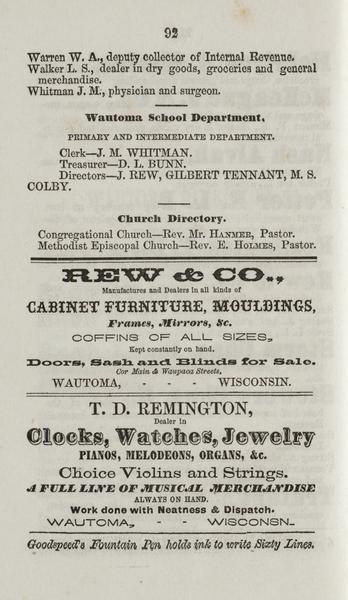 92
Warren W. A., deputy collector of Internal Revenue.
Walker L. S., dealer in dry goods, groceries and general
merchandise.
Whitman J. M., physician and surgeon.
Wautoma School Department.
PRIMARY AND INTERMEDIATE DEPARTMENT.
Clerk—J. M. WHITMAN.
Treasurer—D. L. BUNN.
Directors—J. REW, GILBERT TENNANT, M. S.
COLBY.
Church Directory.
Congregational Church—Rev. Mr. HANMER, Pastor.
Methodist Episcopal Church—Rev. E. HOLMES, Pastor.
REW & CO.,
Manufactures and Dealers in all kinds of
CABINET FURNITURE, MOULDINGS,
Frames, Mirrors, &c.
COFFINS OF ALL SIZES,
Kept constantly on hand.
Doors, Sash and Blinds for Sale.
Cor Main & Waupaca Streets,
WAUTOMA, - - - WISCONSIN.
T. D. REMINGTON,
Dealer in
Clocks, Watches, Jewelry
PIANOS, MELODEONS, ORGANS, &c.
Choice Violins and Strings.
A FULL LINE OF MUSICAL MERCHANDISE
ALWAYS ON HAND.
Work done with Neatness & Dispatch.
WAUTOMA, - - WISCONSN.
Goodspeed's Fountain Pen holds ink to write Sixty Lines.